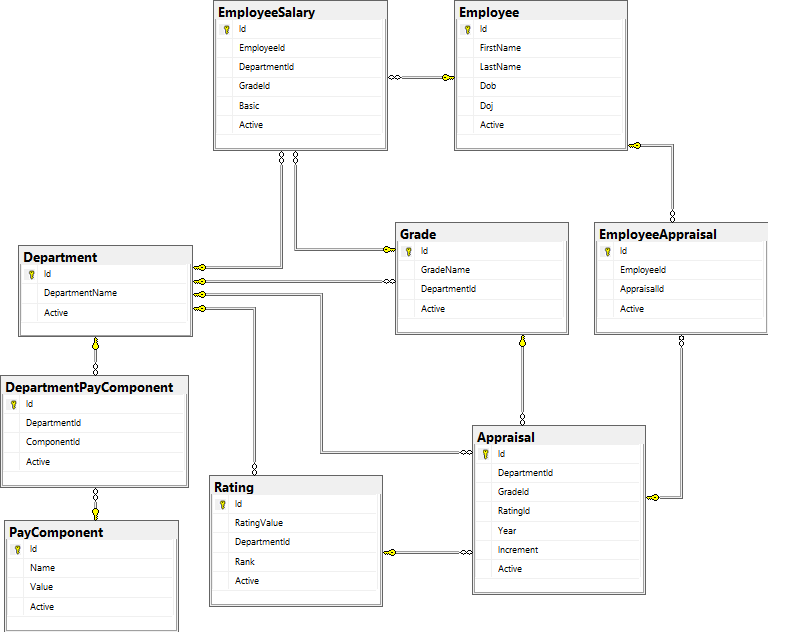 EmployeeSalary
Id
EmployeeId
DepartmentId
GradeId
Basic
Active
Employee
Id
FirstName
LastName
Dob
Doj
Active
Department
Id
DepartmentName
Active
Grade
Id
GradeName
DepartmentId
Active
EmployeeAppraisal
Id
EmployeeId
AppraisalId
Active
DepartmentPayComponent
Id
DepartmentId
ComponentId
Active
PayComponent
Id
Name
Value
Active
Rating
Id
RatingValue
DepartmentId
Rank
Active
Appraisal
Id
DepartmentId
GradeId
RatingId
Year
Increment
Active